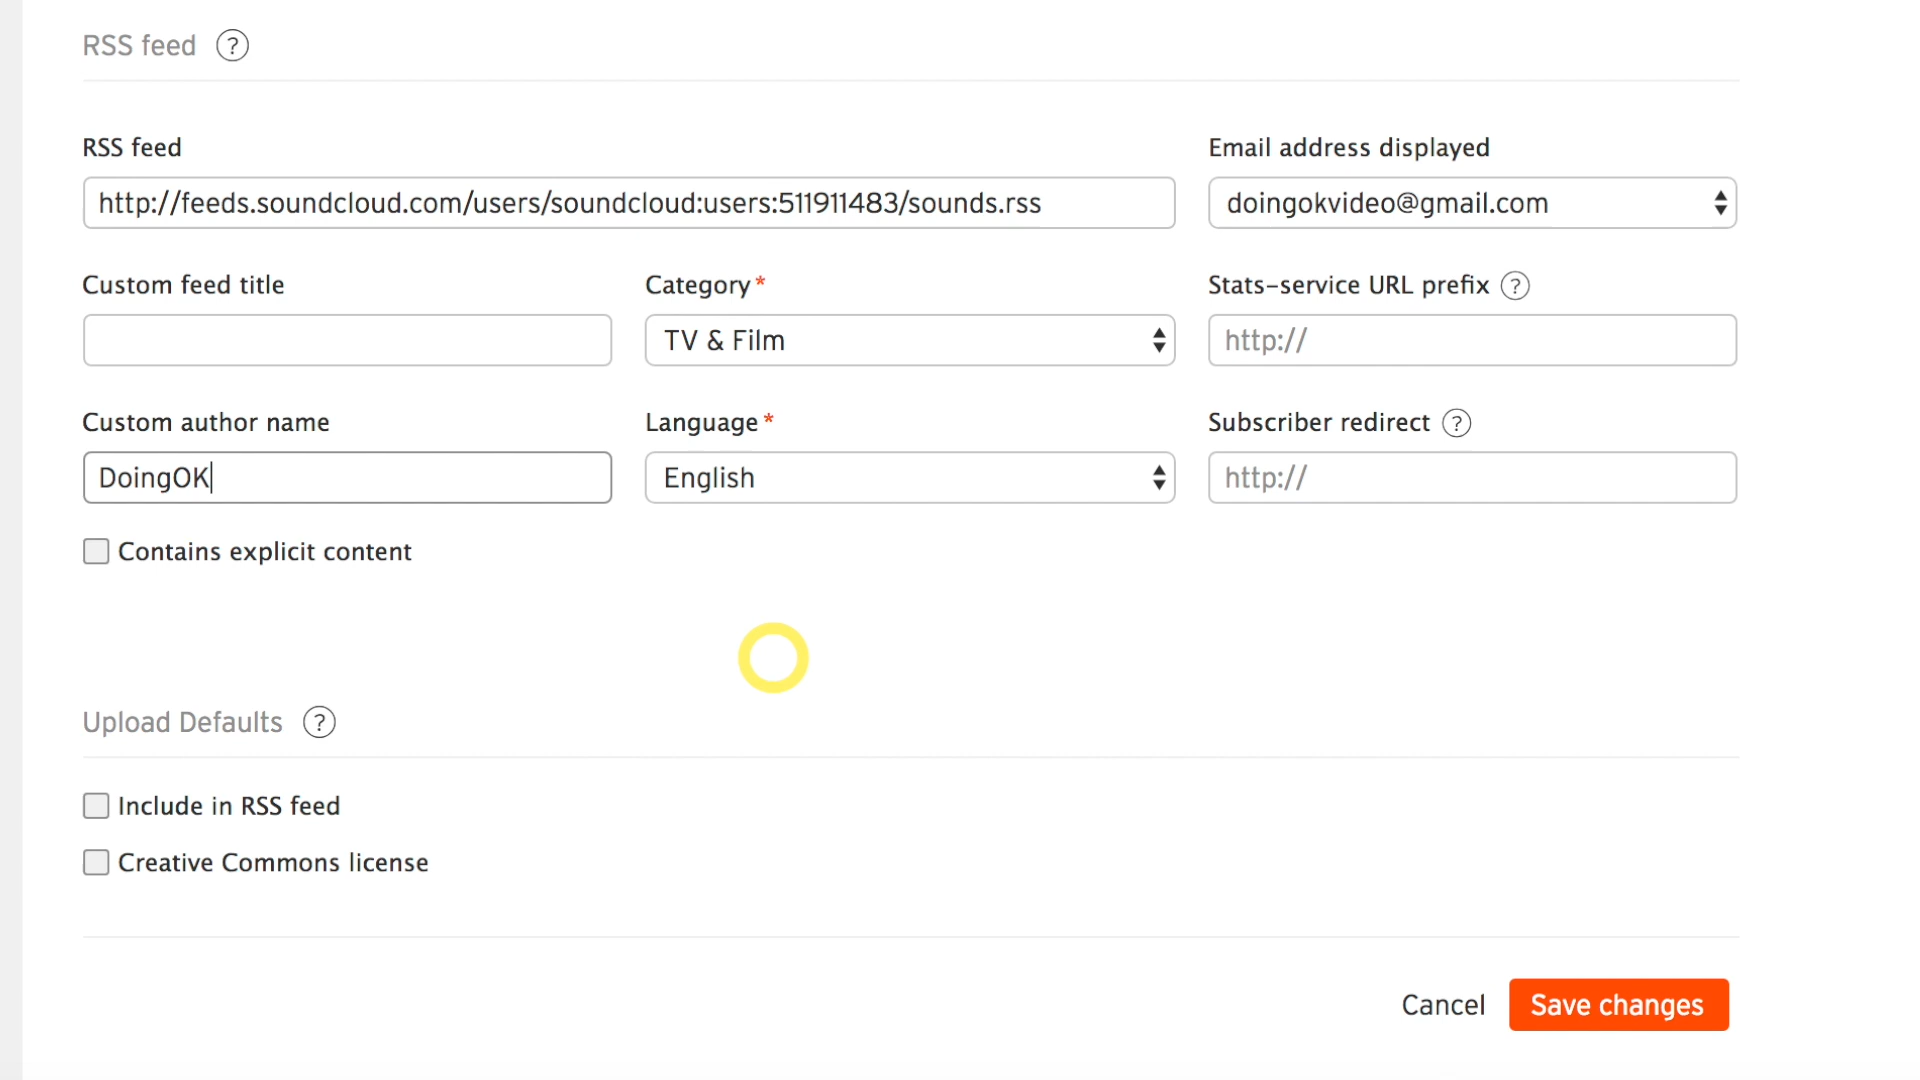 RSS feed ?
RSS feed
Email address displayed
http://feeds.soundcloud.com/users/soundcloud:users:511911483/sounds.rss
doingokvideo@gmail.com
Custom feed title
Category*
Stats-service URL prefix ?
TV & Film
http://
Custom author name
Language*
Subscriber redirect ?
DoingOK
English
http://
Contains explicit content
Upload Defaults ?
Include in RSS feed
Creative Commons license
Cancel
Save changes